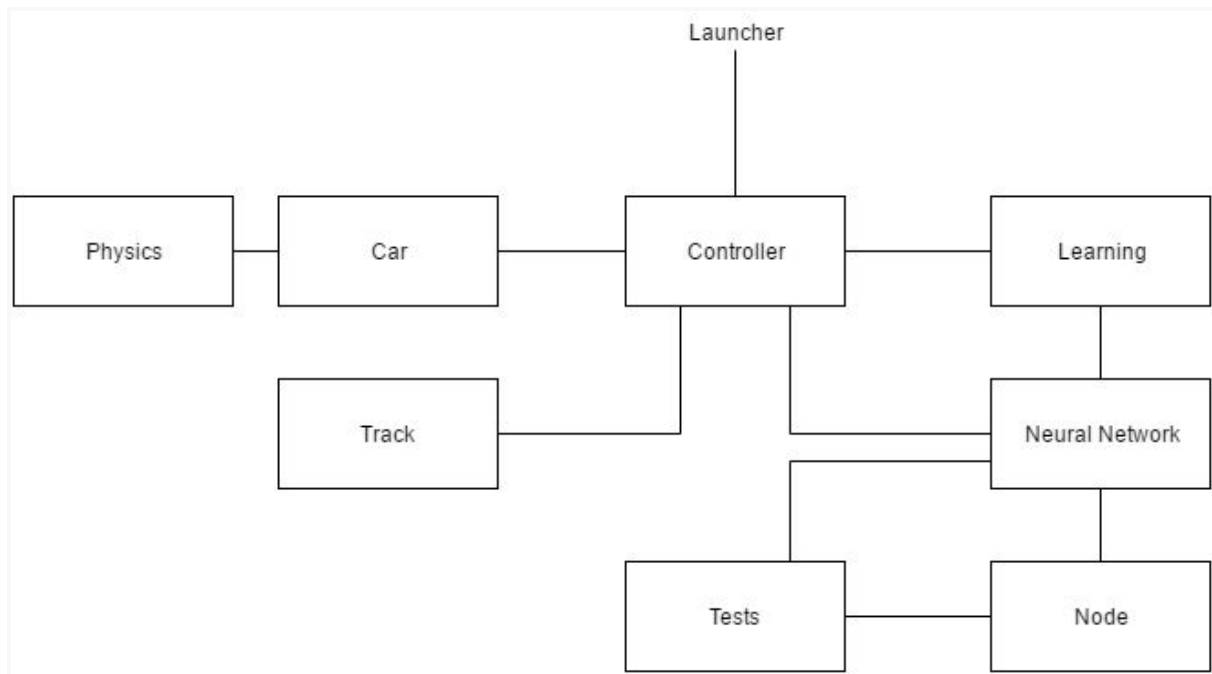 Launcher
Physics
Car
Controller
Learning
Track
Neural Network
Tests
Node